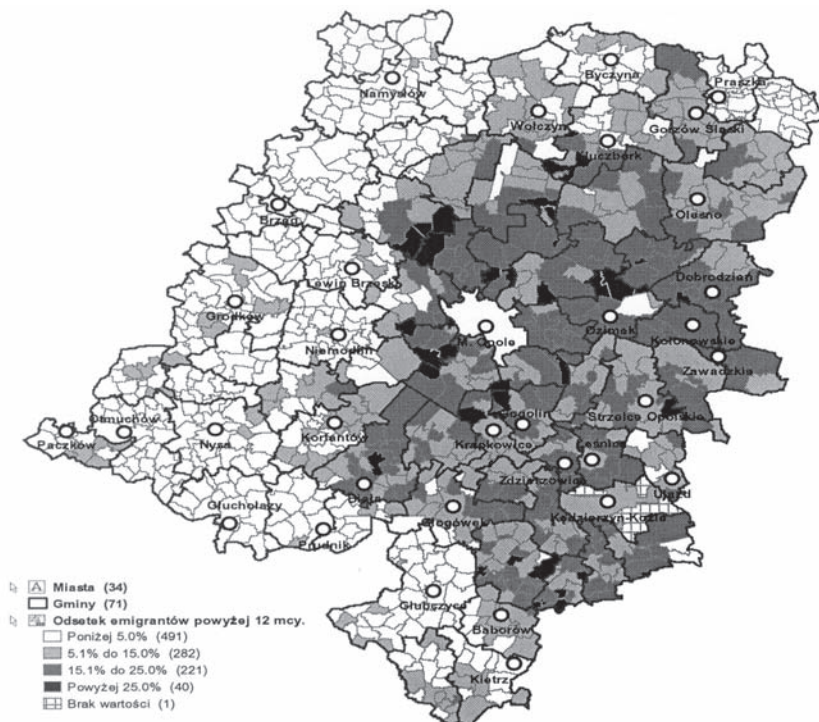 Byczyna
Praszka
Namysłów
Wołczyn
Gorzów Śląski
Kluczbork
Olesno
Brzeg
Lewin Brzeski
Dobrodzień
Grodków
M. Opole
Ozimek
Kolonowskie
Niemodlin
Zawadzkie
Otmuchów
Strzelce Opolskie
Gogolin
Paczków
Nysa
Korfantów
Krapkowice
Leśnica
Zdzieszowice
Ujazd
Biała
Głuchołazy
Głogówek
Kędzierzyn-Koźle
Prudnik
Głubczyce
Baborów
Kietrz
A Miasta (34)
Gminy (71)
Odsetek emigrantów powyżej 12 mcy.
Poniżej 5.0% (491)
5.1% do 15.0% (282)
15.1% do 25.0% (221)
Powyżej 25.0% (40)
Brak wartości (1)